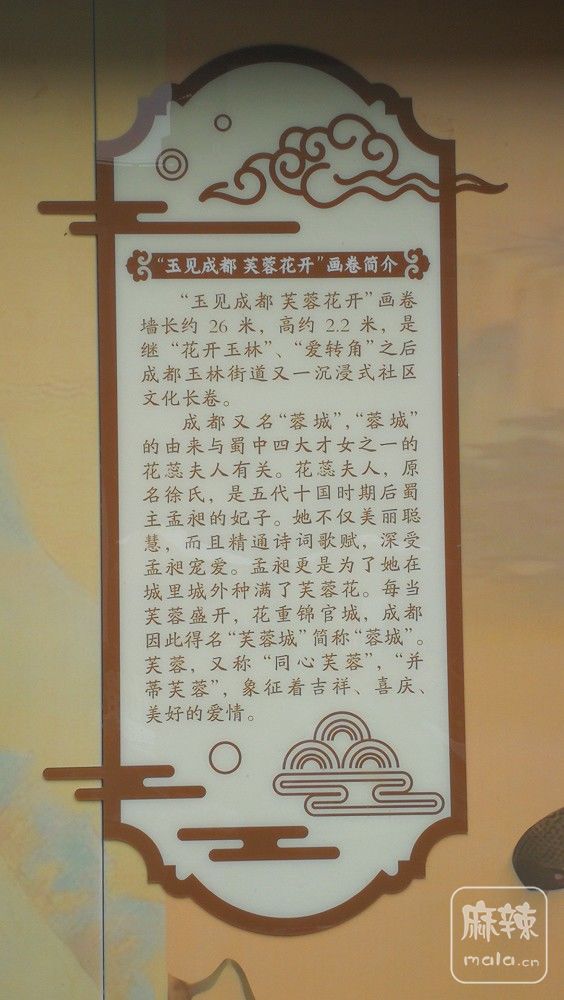 “玉见成都 芙蓉花开”画卷简介
“玉见成都 芙蓉花开”画卷
墙长约 26 米，高约 2.2 米，是
继“花开玉林”、“爱转角”之后
成都玉林街道又一沉浸式社区
文化长卷。
成都又名“蓉城”，“蓉城”
的由来与蜀中四大才女之一的
花蕊夫人有关。花蕊夫人，原
名徐氏，是五代十国时期后蜀
主孟昶的妃子。她不仅美丽聪
慧，而且精通诗词歌赋，深受
孟昶宠爱。孟昶更是为了她在
城里城外种满了芙蓉花。每当
芙蓉盛开，花重锦官城，成都
因此得名“芙蓉城”简称“蓉城”。
芙蓉，又称“同心芙蓉”，“并
蒂芙蓉”，象征着吉祥、喜庆、
美好的爱情。
麻辣
mala.cn